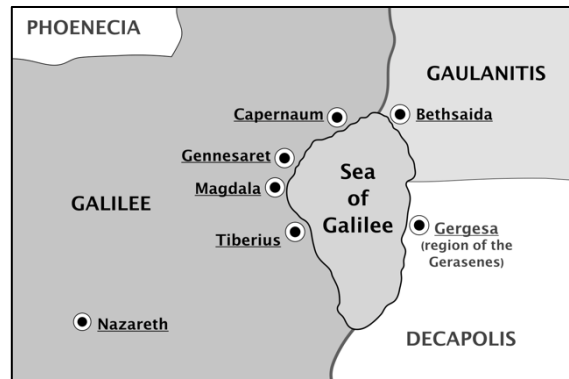 PHOENECIA
GAULANITIS
Capernaum
Bethsaida
Gennesaret
Sea
of
Galilee
Magdala
GALILEE
Tiberius
Gergesa
(region of the
Gerasenes)
Nazareth
DECAPOLIS